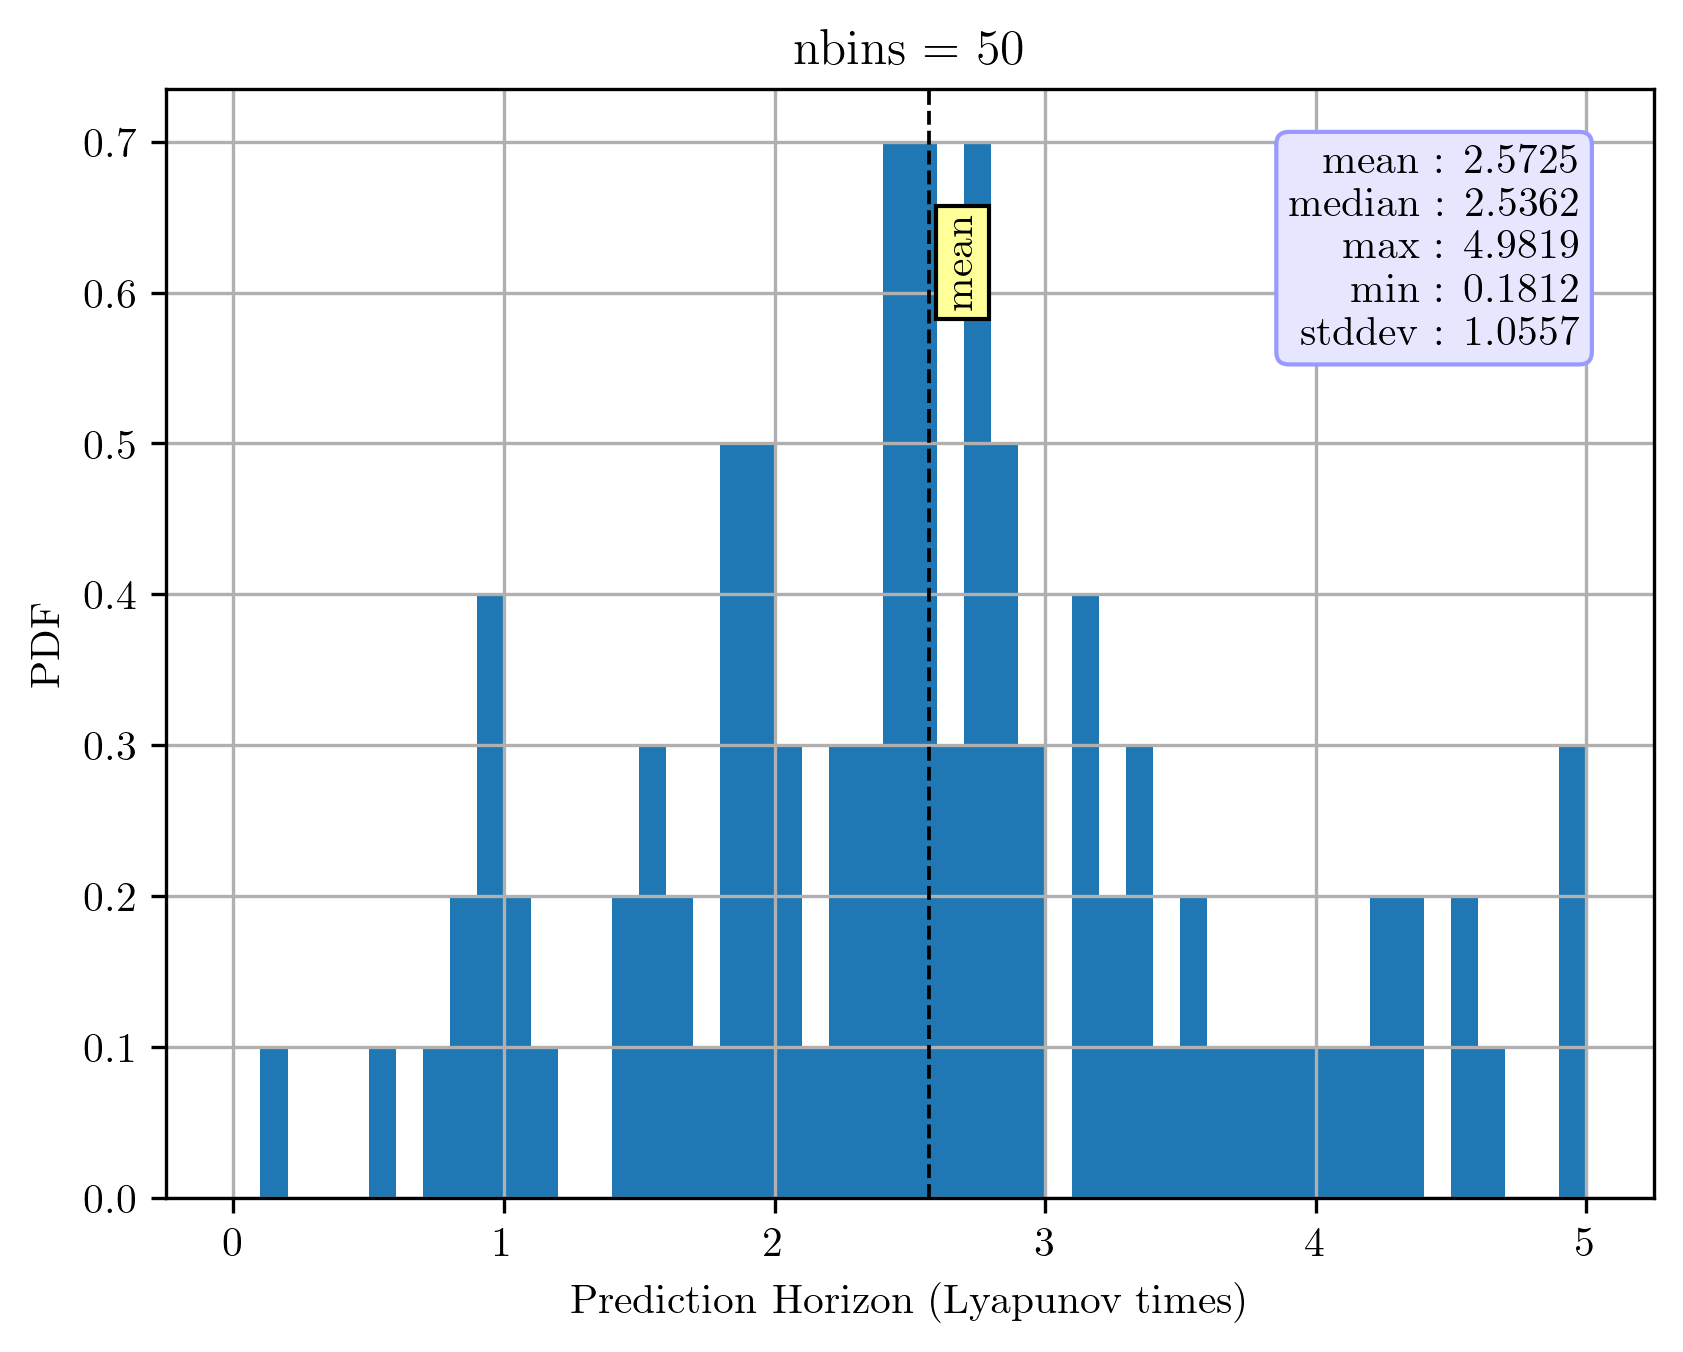 nbins = 50
0.7
0.6
0.5
0.4
0.3
0.2
0.1
0.0
PDF
mean
mean : 2.5725
median : 2.5362
max : 4.9819
min : 0.1812
stddev : 1.0557
0 1 2 3 4 5
Prediction Horizon (Lyapunov times)